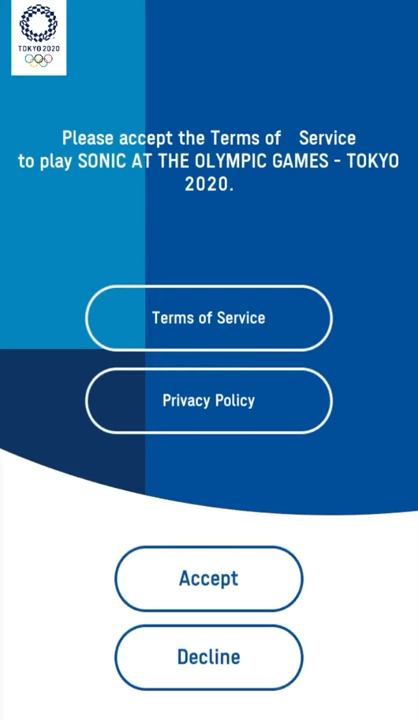 TOKYO 2020
Please accept the Terms of Service
to play SONIC AT THE OLYMPIC GAMES - TOKYO
2020.
Terms of Service
Privacy Policy
Accept
Decline